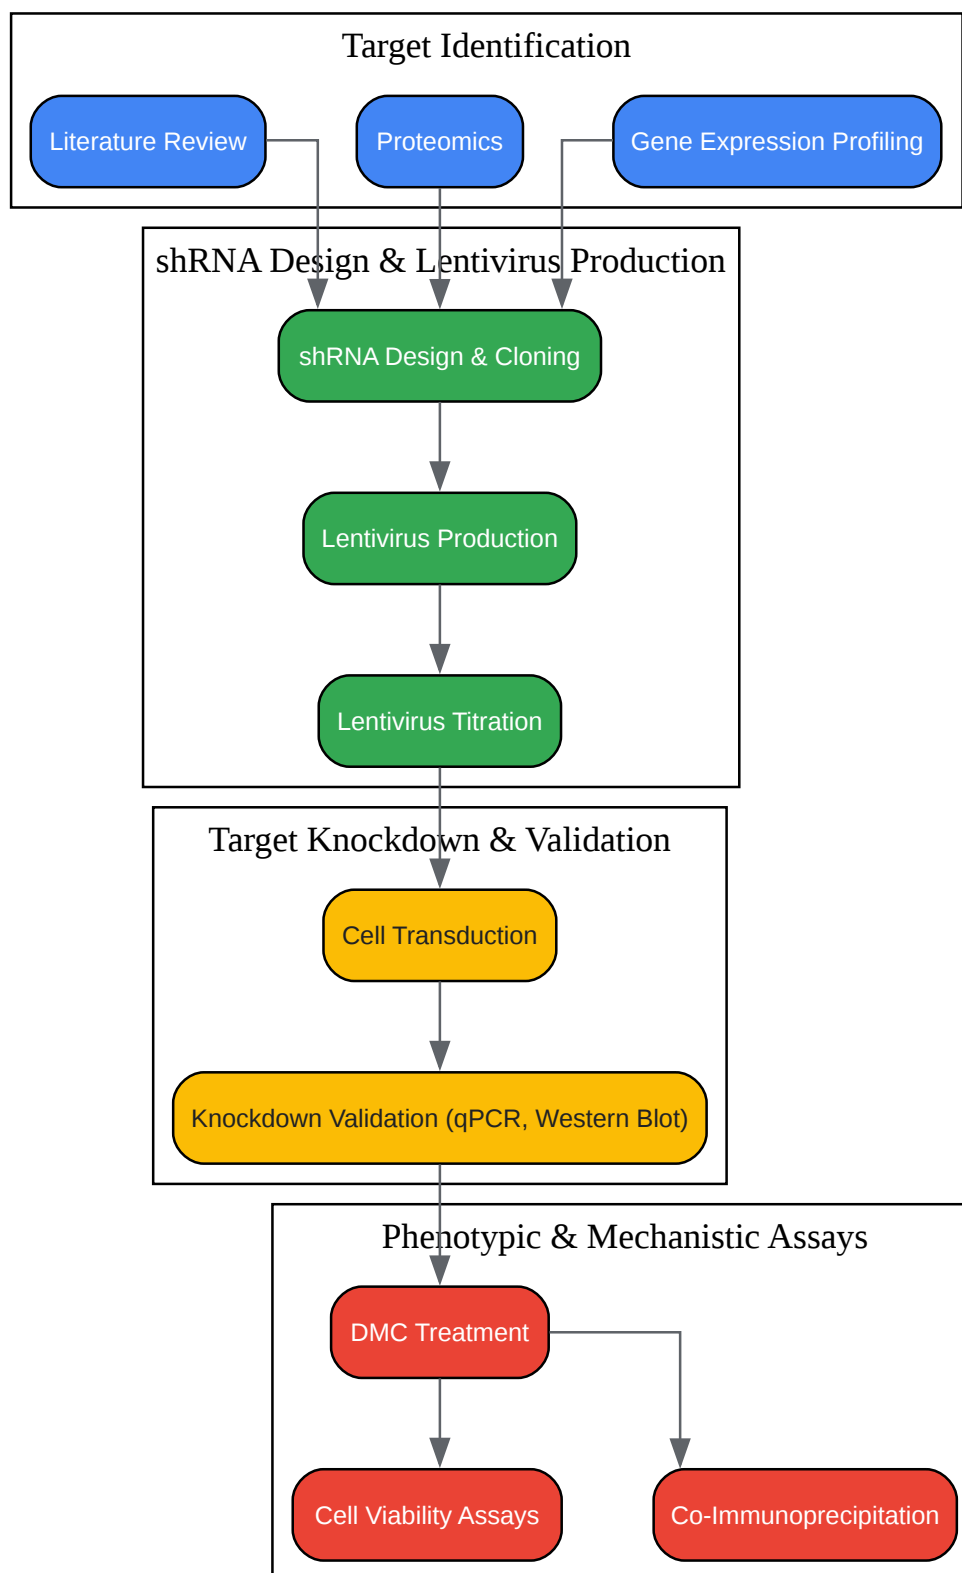 Target Identification
Literature Review
Proteomics
Gene Expression Profiling
shRNA Design & Lentivirus Production
shRNA Design & Cloning
Lentivirus Production
Lentivirus Titration
Target Knockdown & Validation
Cell Transduction
Knockdown Validation (qPCR, Western Blot)
Phenotypic & Mechanistic Assays
DMC Treatment
Cell Viability Assays
Co-Immunoprecipitation